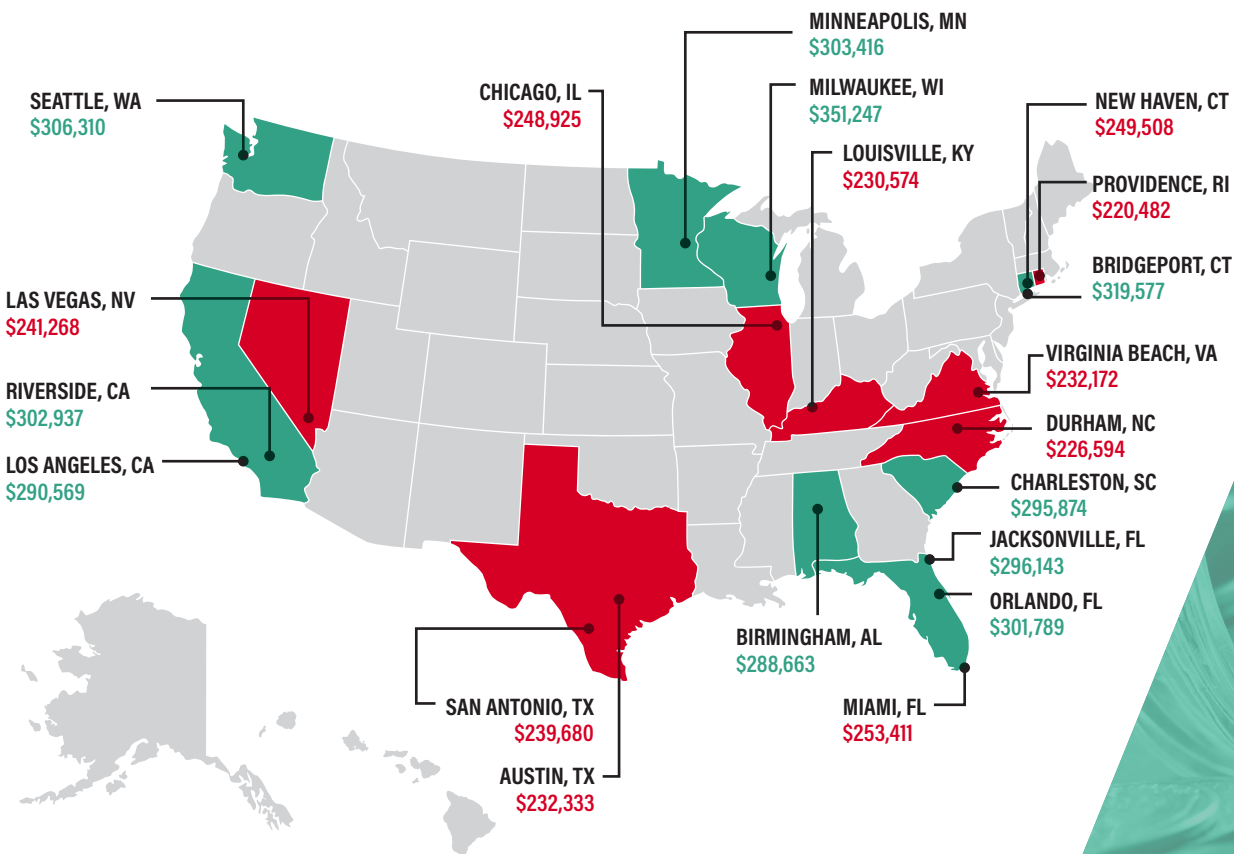 MINNEAPOLIS, MN
$303,416
MILWAUKEE, WI
$351,247
CHICAGO, IL
$248,925
SEATTLE, WA
$306,310
NEW HAVEN, CT
$249,508
LOUISVILLE, KY
$230,574
PROVIDENCE, RI
$220,482
BRIDGEPORT, CT
$319,577
LAS VEGAS, NV
$241,268
VIRGINIA BEACH, VA
$232,172
RIVERSIDE, CA
$302,937
DURHAM, NC
$226,594
LOS ANGELES, CA
$290,569
CHARLESTON, SC
$295,874
JACKSONVILLE, FL
$296,143
ORLANDO, FL
$301,789
BIRMINGHAM, AL
$288,663
SAN ANTONIO, TX
$239,680
MIAMI, FL
$253,411
AUSTIN, TX
$232,333